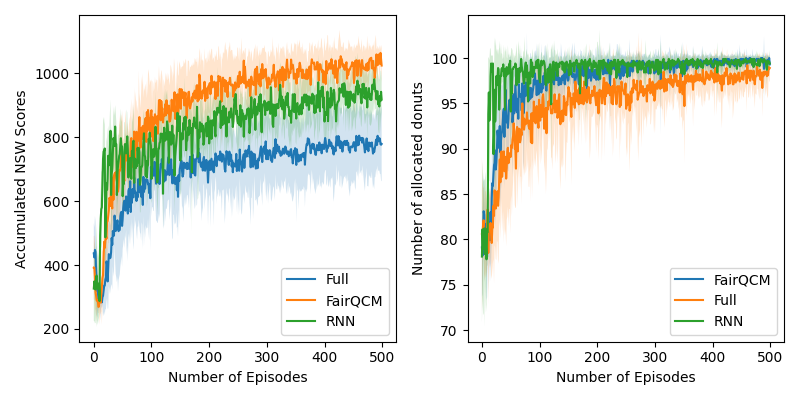 Accumulated NSW Scores
1000
800
600
400
200
0
100
200
300
400
500
Number of Episodes
Full
FairQCM
RNN
Number of allocated donuts
100
95
90
85
80
75
70
0
100
200
300
400
500
Number of Episodes
FairQCM
Full
RNN